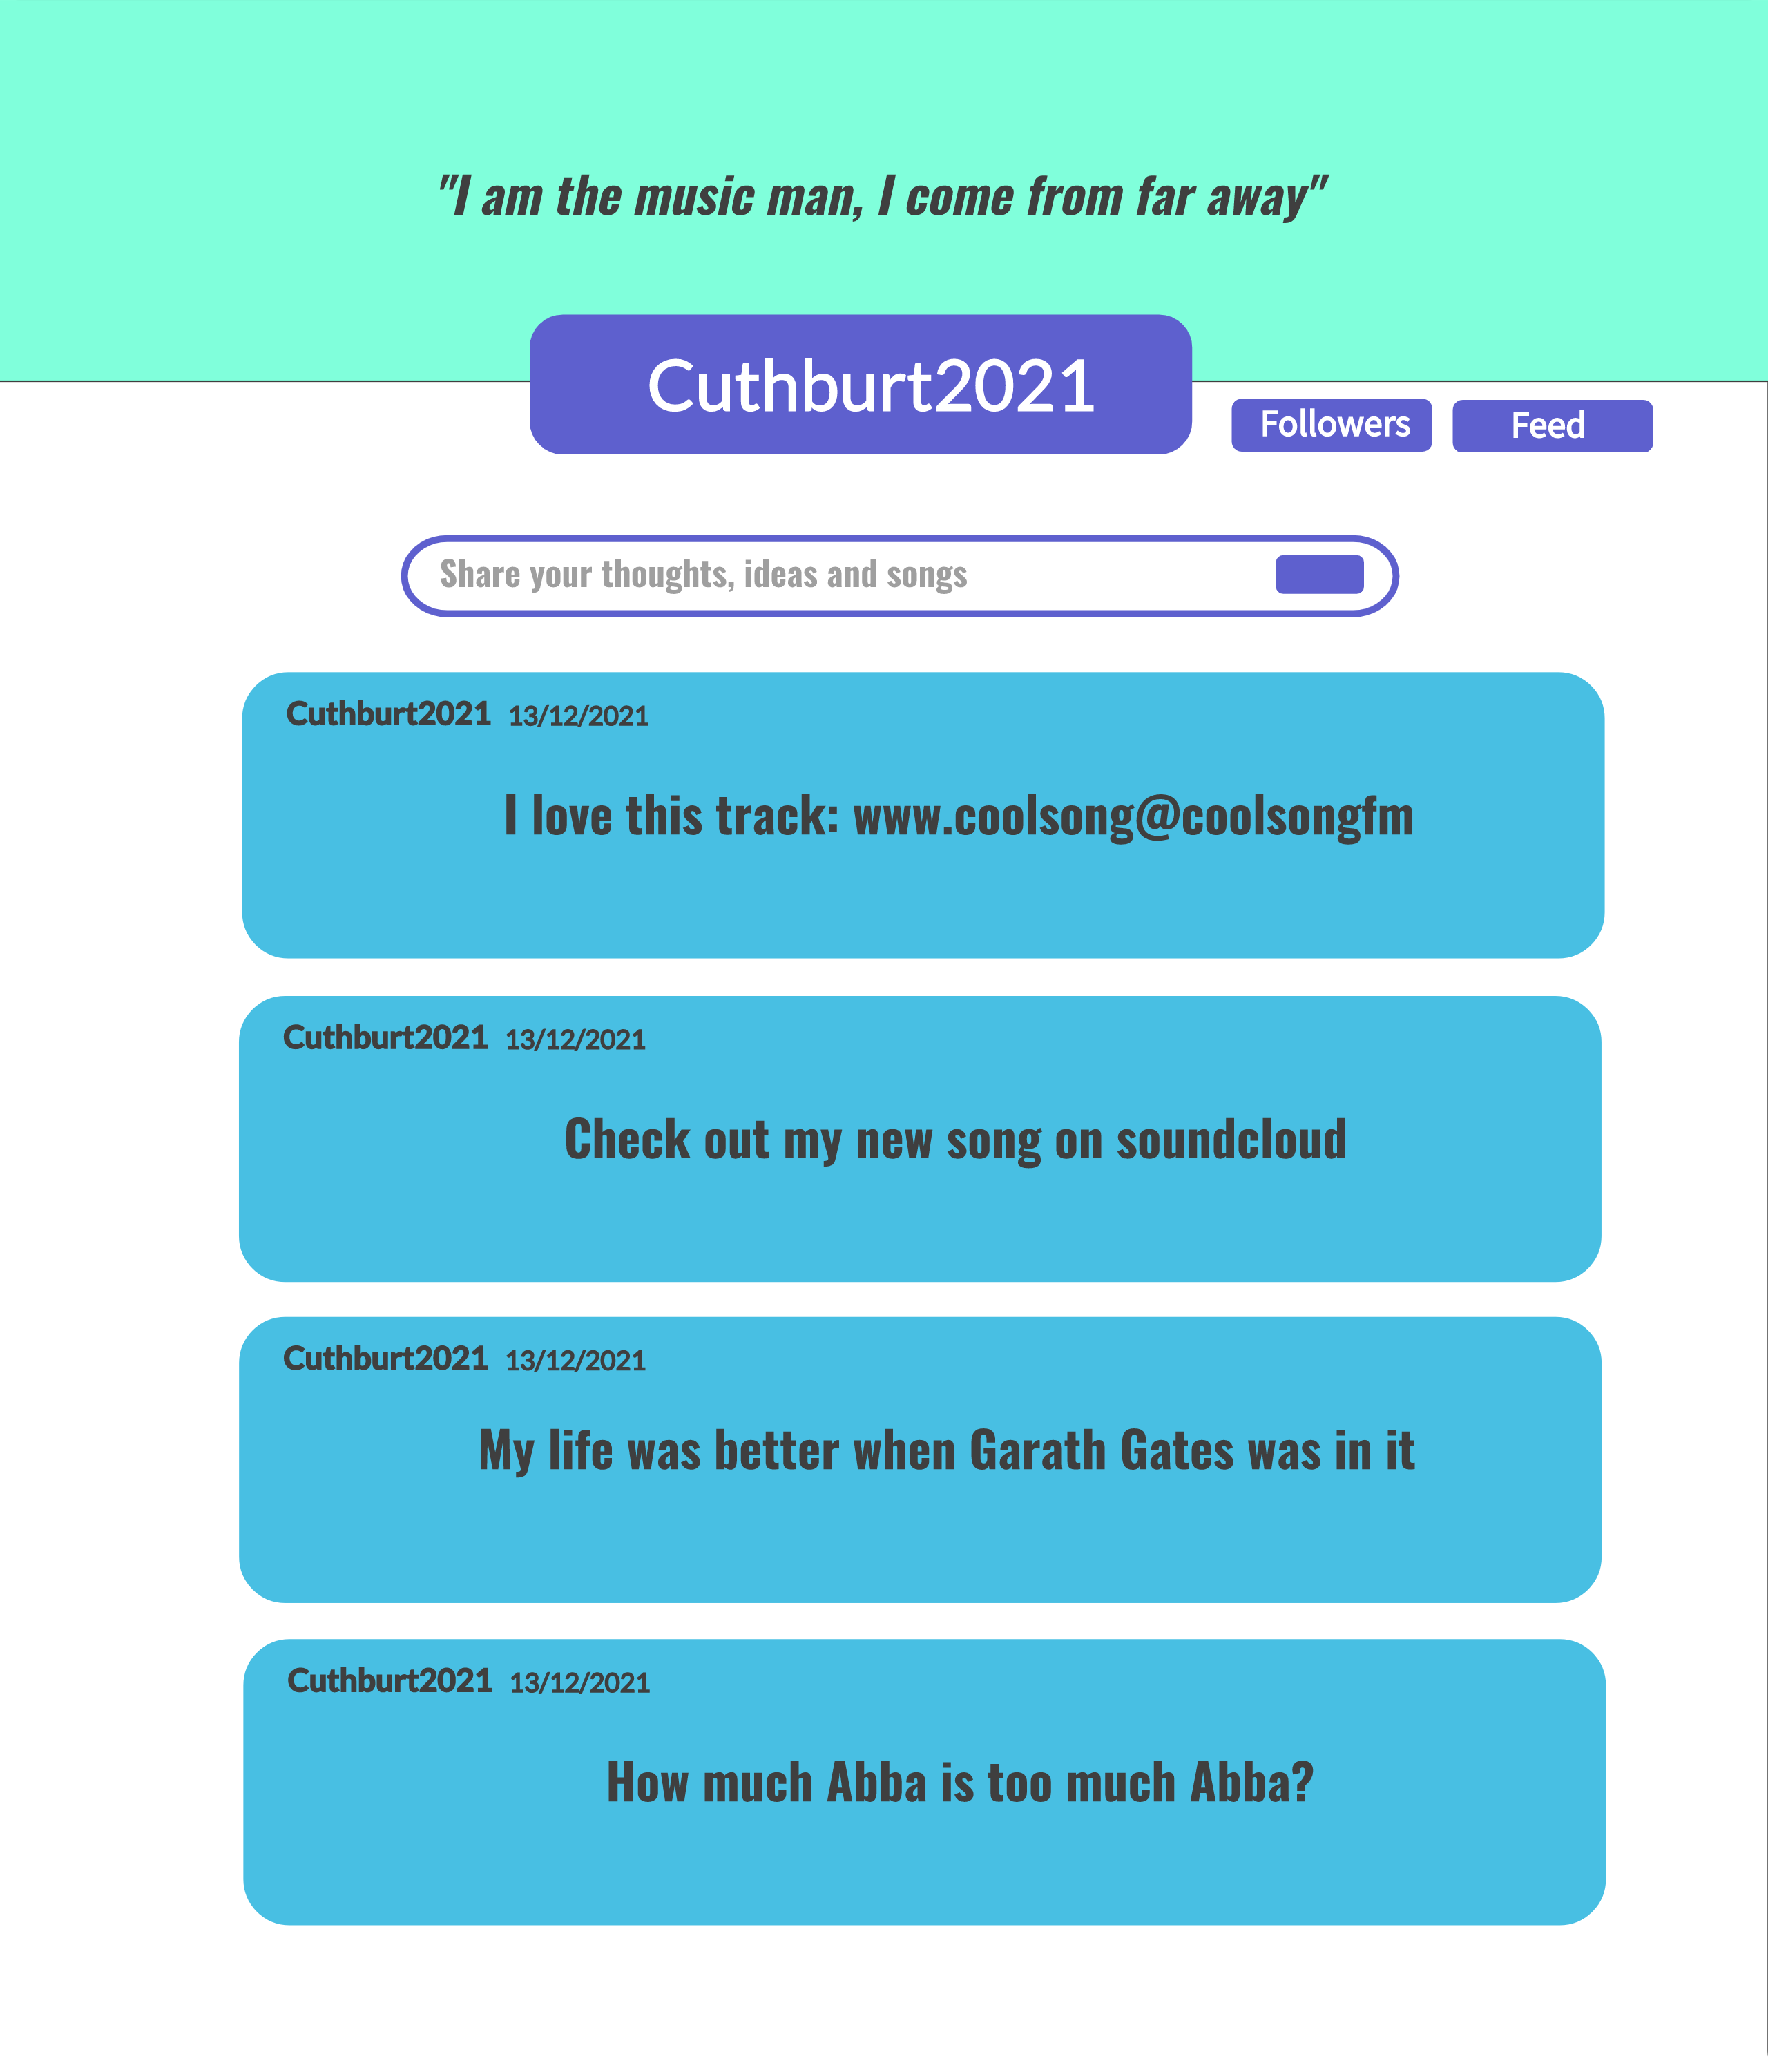 "I am the music man, I come from far away"
Cuthburt2021
Followers
Feed
Share your thoughts, ideas and songs
Cuthburt2021 13/12/2021
I love this track: www.coolsong@coolsongfm
Cuthburt2021 13/12/2021
Check out my new song on soundcloud
Cuthburt2021 13/12/2021
My life was better when Garath Gates was in it
Cuthburt2021 13/12/2021
How much Abba is too much Abba?